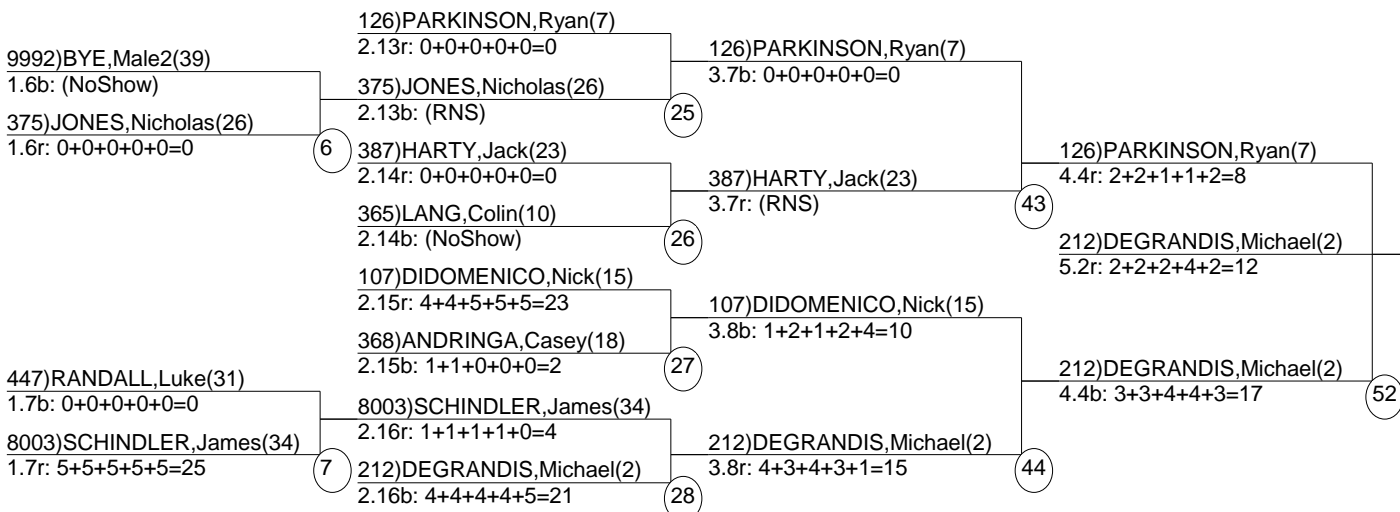 9992)BYE,Male2(39)
1.6b: (NoShow)
375)JONES,Nicholas(26)
1.6r: 0+0+0+0+0=0
6
447)RANDALL,Luke(31)
1.7b: 0+0+0+0+0=0
8003)SCHINDLER,James(34)
1.7r: 5+5+5+5+5=25
7
126)PARKINSON,Ryan(7)
2.13r: 0+0+0+0+0=0
375)JONES,Nicholas(26)
2.13b: (RNS)
25
387)HARTY,Jack(23)
2.14r: 0+0+0+0+0=0
365)LANG,Colin(10)
2.14b: (NoShow)
26
107)DIDOMENICO,Nick(15)
2.15r: 4+4+5+5+5=23
368)ANDRINGA,Casey(18)
2.15b: 1+1+0+0+0=2
27
8003)SCHINDLER,James(34)
2.16r: 1+1+1+1+0=4
212)DEGRANDIS,Michael(2)
2.16b: 4+4+4+4+5=21
28
126)PARKINSON,Ryan(7)
3.7b: 0+0+0+0+0=0
387)HARTY,Jack(23)
3.7r: (RNS)
43
107)DIDOMENICO,Nick(15)
3.8b: 1+2+1+2+4=10
212)DEGRANDIS,Michael(2)
3.8r: 4+3+4+3+1=15
44
126)PARKINSON,Ryan(7)
4.4r: 2+2+1+1+2=8
212)DEGRANDIS,Michael(2)
5.2r: 2+2+2+4+2=12
212)DEGRANDIS,Michael(2)
4.4b: 3+3+4+4+3=17
52